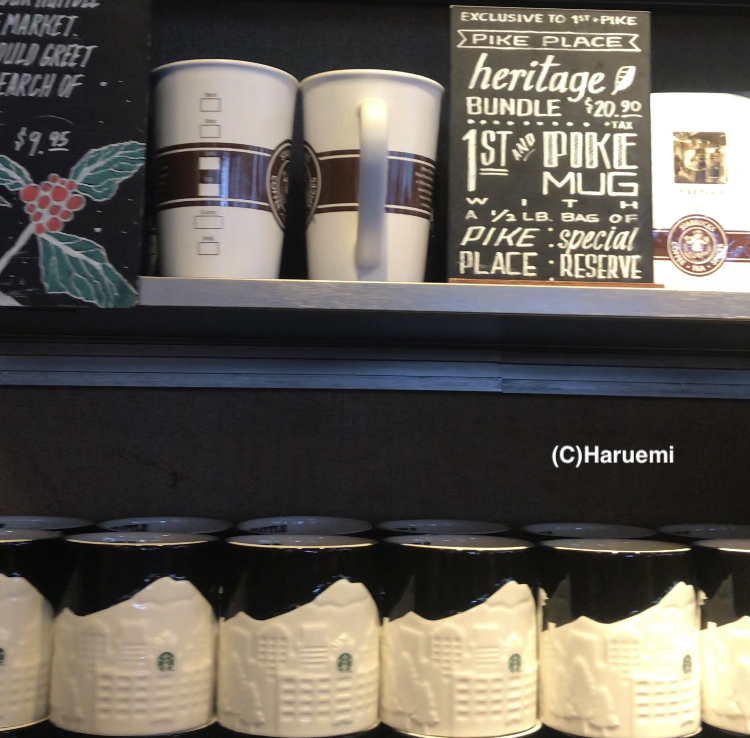 MARKET.
OULD GREET
EARCH OF
$9.95
EXCLUSIVE TO 1ST + PIKE
PIKE PLACE
heritage
BUNDLE $20.90
+TAX
1ST AND PIKE
MUG
WITH
A ½ LB. BAG OF
PIKE : special
PLACE : RESERVE
(C)Haruemi